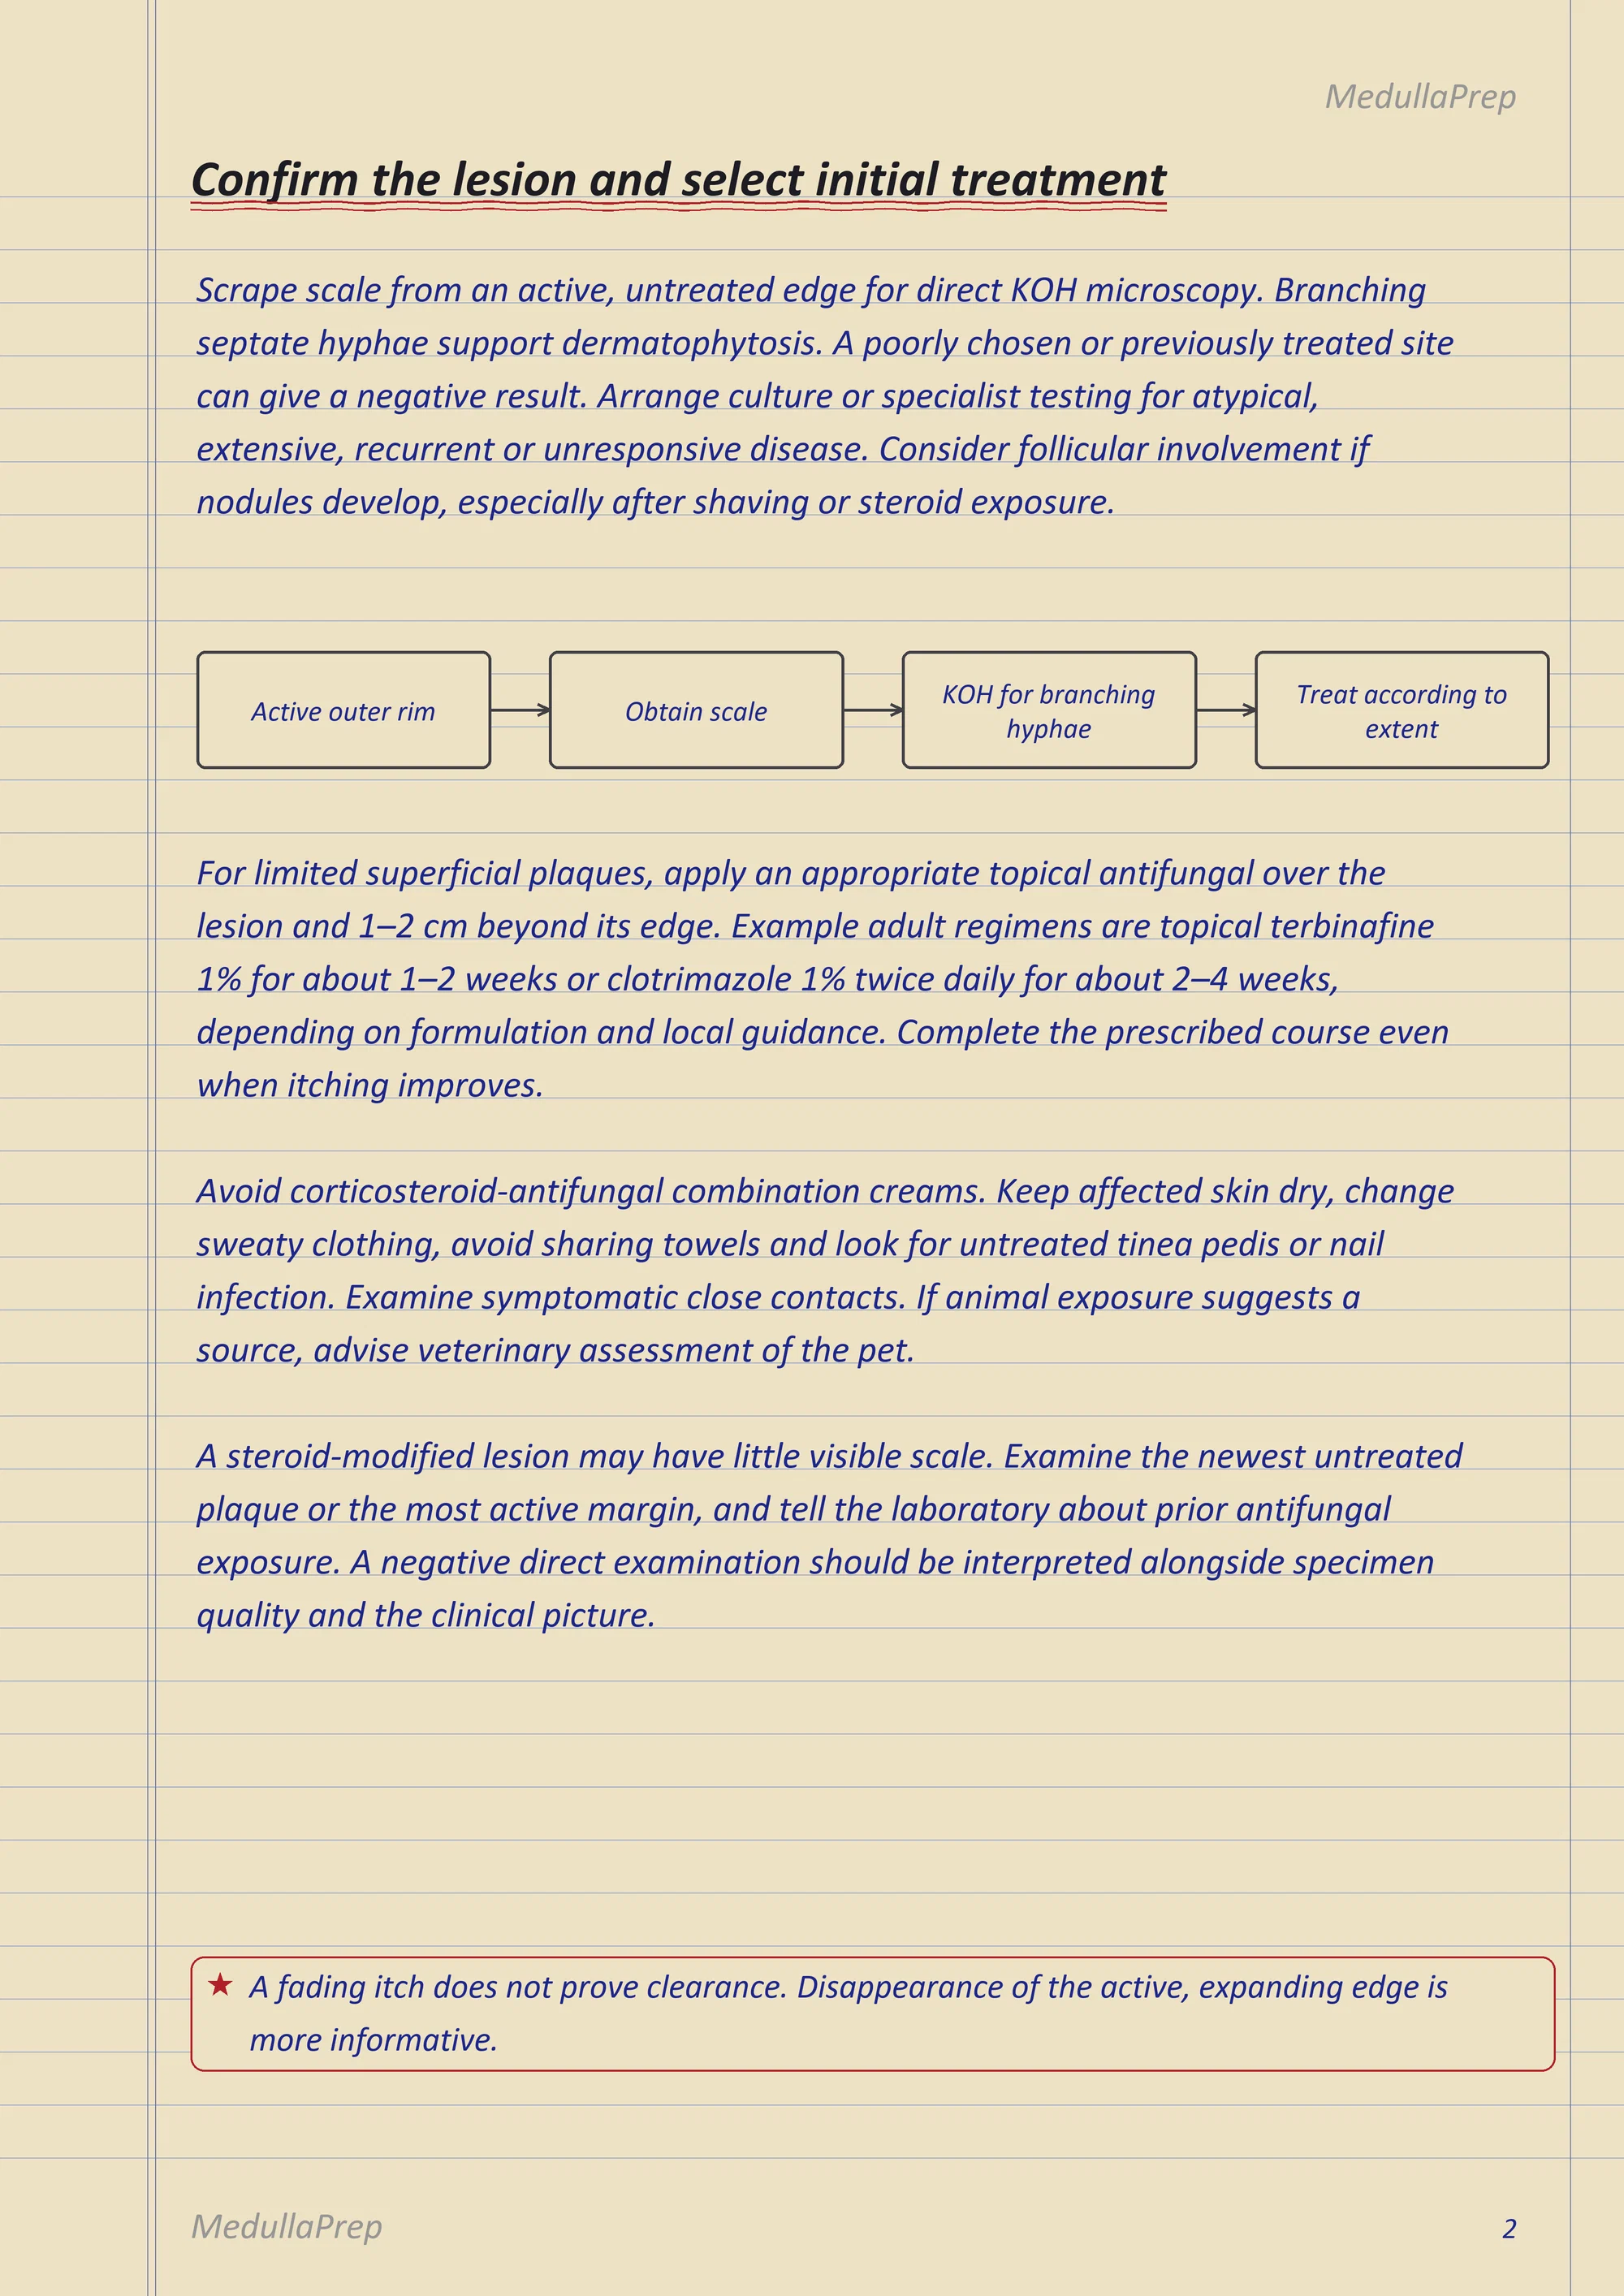 MedullaPrep
Confirm the lesion and select initial treatment
Scrape scale from an active, untreated edge for direct KOH microscopy. Branching
septate hyphae support dermatophytosis. A poorly chosen or previously treated site
can give a negative result. Arrange culture or specialist testing for atypical,
extensive, recurrent or unresponsive disease. Consider follicular involvement if
nodules develop, especially after shaving or steroid exposure.
Active outer rim
Obtain scale
KOH for branching
hyphae
Treat according to
extent
For limited superficial plaques, apply an appropriate topical antifungal over the
lesion and 1–2 cm beyond its edge. Example adult regimens are topical terbinafine
1% for about 1–2 weeks or clotrimazole 1% twice daily for about 2–4 weeks,
depending on formulation and local guidance. Complete the prescribed course even
when itching improves.
Avoid corticosteroid-antifungal combination creams. Keep affected skin dry, change
sweaty clothing, avoid sharing towels and look for untreated tinea pedis or nail
infection. Examine symptomatic close contacts. If animal exposure suggests a
source, advise veterinary assessment of the pet.
A steroid-modified lesion may have little visible scale. Examine the newest untreated
plaque or the most active margin, and tell the laboratory about prior antifungal
exposure. A negative direct examination should be interpreted alongside specimen
quality and the clinical picture.
★ A fading itch does not prove clearance. Disappearance of the active, expanding edge is
more informative.
MedullaPrep
2